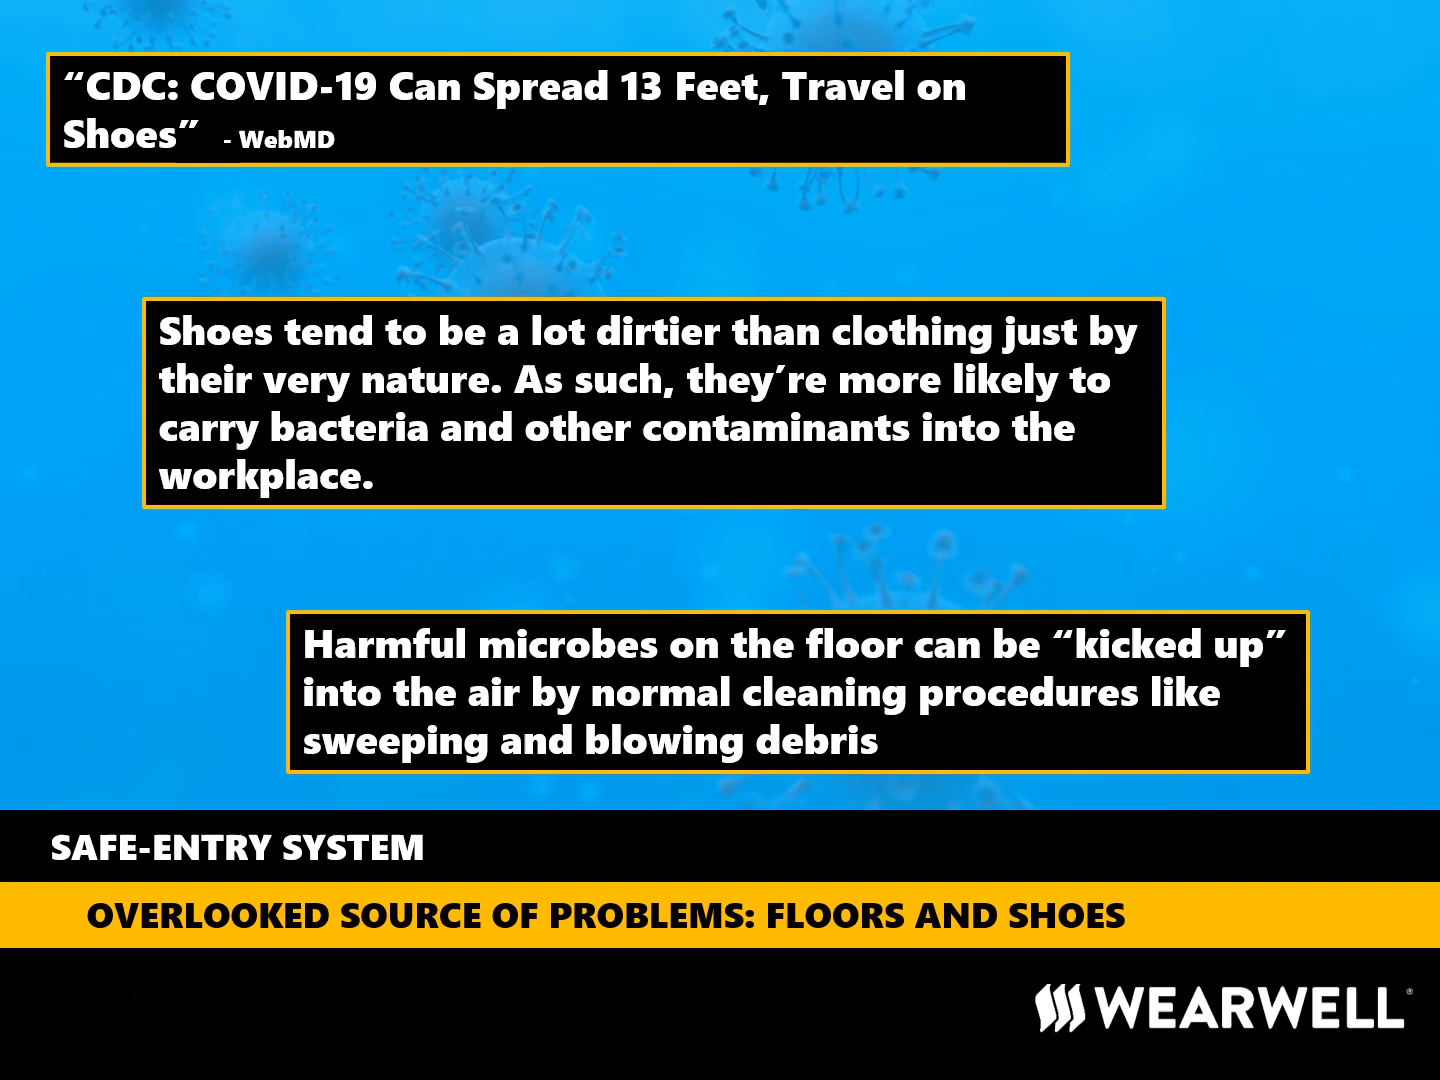 “CDC: COVID-19 Can Spread 13 Feet, Travel on
Shoes” - WebMD
Shoes tend to be a lot dirtier than clothing just by
their very nature. As such, they’re more likely to
carry bacteria and other contaminants into the
workplace.
Harmful microbes on the floor can be “kicked up”
into the air by normal cleaning procedures like
sweeping and blowing debris
SAFE-ENTRY SYSTEM
OVERLOOKED SOURCE OF PROBLEMS: FLOORS AND SHOES
WEARWELL®